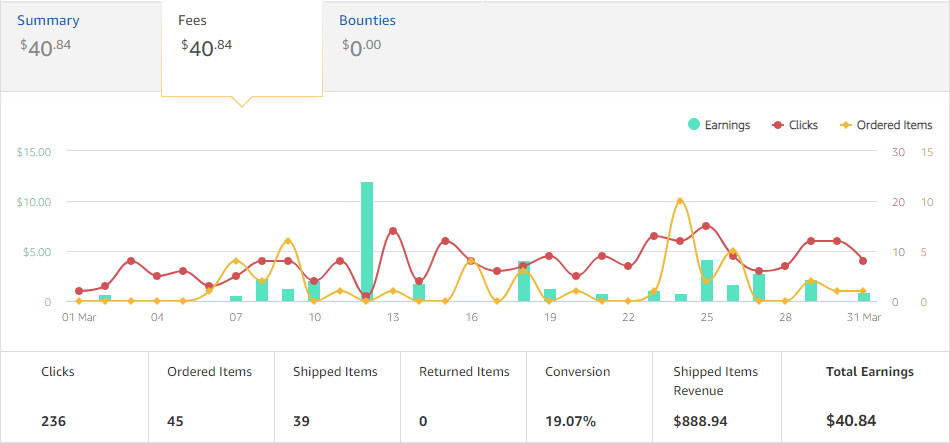 Summary
$40.84
Fees
$40.84
Bounties
$0.00
Earnings Clicks Ordered Items
$15.00 30 15
$10.00 20 10
$5.00 10 5
0 0 0
01 Mar 04 07 10 13 16 19 22 25 28 31 Mar
Clicks
236
Ordered Items
45
Shipped Items
39
Returned Items
0
Conversion
19.07%
Shipped Items
Revenue
$888.94
Total Earnings
$40.84